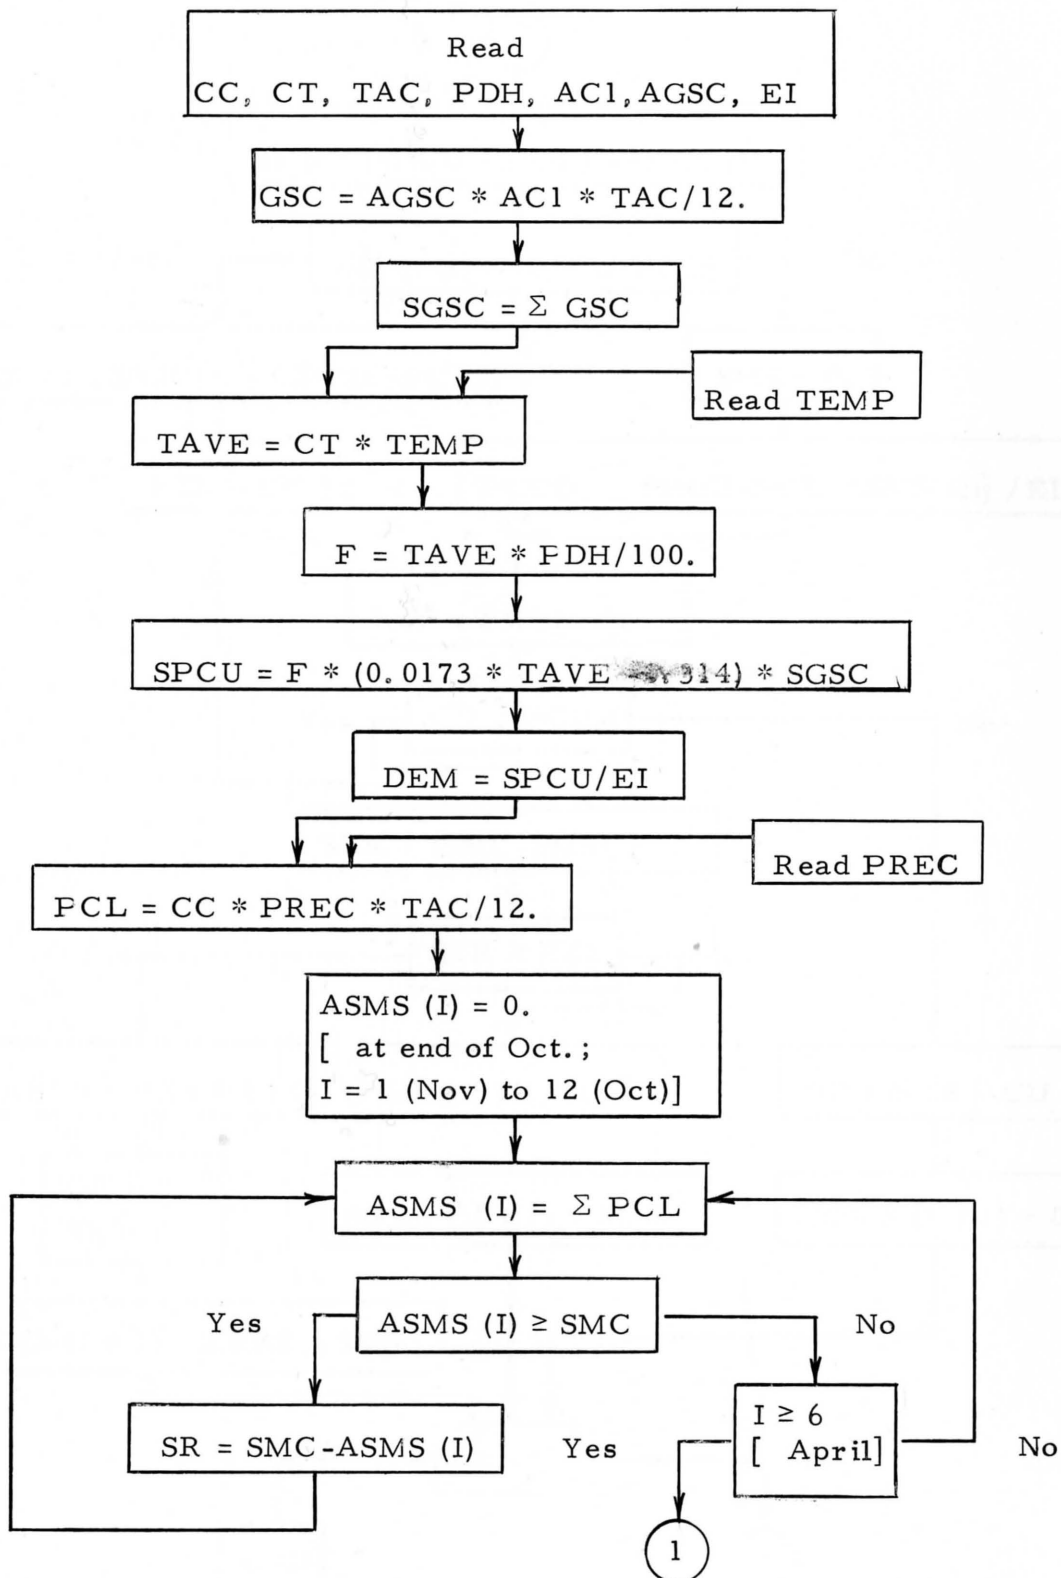 Read
CC, CT, TAC, PDH, AC1, AGSC, EI
GSC = AGSC * AC1 * TAC/12.
SGSC = Σ GSC
Read TEMP
TAVE = CT * TEMP
F = TAVE * PDH/100.
SPCU = F * (0.0173 * TAVE .314) * SGSC
DEM = SPCU/EI
Read PREC
PCL = CC * PREC * TAC/12.
ASMS (I) = 0.
[ at end of Oct.;
I = 1 (Nov) to 12 (Oct)]
ASMS (I) = Σ PCL
Yes
ASMS (I) ≥ SMC
No
I ≥ 6
[ April]
SR = SMC-ASMS (I)
Yes
No
1